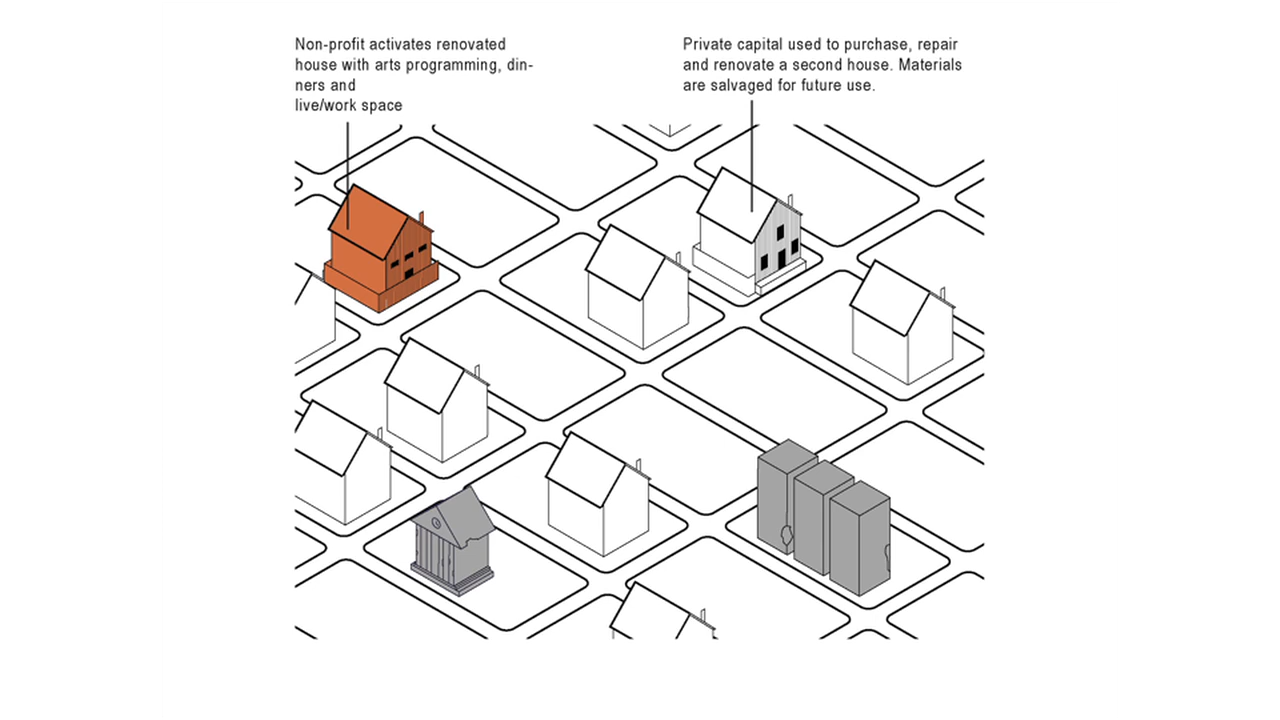 Non-profit activates renovated
house with arts programming, din-
ners and
live/work space
Private capital used to purchase, repair
and renovate a second house. Materials
are salvaged for future use.